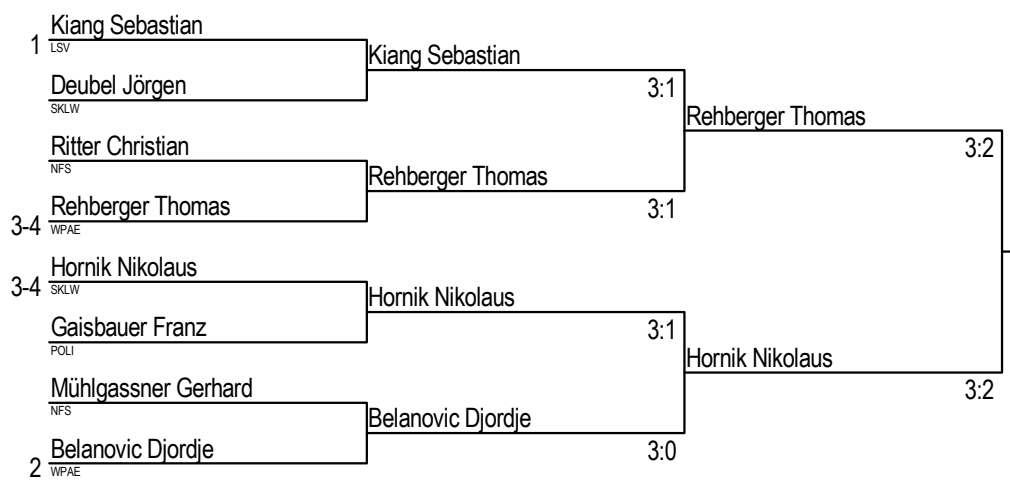 Kiang Sebastian
1 LSV
Kiang Sebastian
3:1
Deubel Jörgen
SKLW
Rehberger Thomas
3:2
Ritter Christian
NFS
Rehberger Thomas
3:1
Rehberger Thomas
3-4 WPAE
Hornik Nikolaus
3-4 SKLW
Hornik Nikolaus
3:1
Gaisbauer Franz
POLI
Hornik Nikolaus
3:2
Mühlgassner Gerhard
NFS
Belanovic Djordje
3:0
Belanovic Djordje
2 WPAE